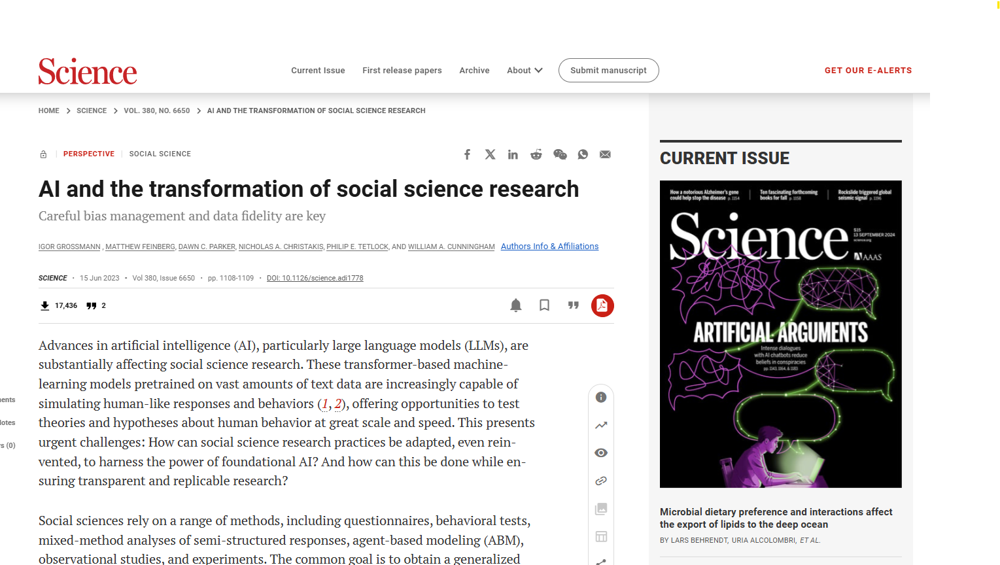 Science
Current Issue
First release papers
Archive
About
Submit manuscript
GET OUR E-ALERTS
HOME > SCIENCE > VOL. 380, NO. 6650 > AI AND THE TRANSFORMATION OF SOCIAL SCIENCE RESEARCH
PERSPECTIVE | SOCIAL SCIENCE
AI and the transformation of social science research
Careful bias management and data fidelity are key
IGOR GROSSMANN , MATTHEW FEINBERG, DAWN C. PARKER, NICHOLAS A. CHRISTAKIS, PHILIP E. TETLOCK, AND WILLIAM A. CUNNINGHAM Authors Info & Affiliations
SCIENCE · 15 Jun 2023 · Vol 380, Issue 6650 · pp. 1108-1109 · DOI: 10.1126/science.adi1778
17,436 2
Advances in artificial intelligence (AI), particularly large language models (LLMs), are
substantially affecting social science research. These transformer-based machine-
learning models pretrained on vast amounts of text data are increasingly capable of
simulating human-like responses and behaviors (1, 2), offering opportunities to test
theories and hypotheses about human behavior at great scale and speed. This presents
urgent challenges: How can social science research practices be adapted, even rein-
vented, to harness the power of foundational AI? And how can this be done while en-
suring transparent and replicable research?
Social sciences rely on a range of methods, including questionnaires, behavioral tests,
mixed-method analyses of semi-structured responses, agent-based modeling (ABM),
observational studies, and experiments. The common goal is to obtain a generalized
ents
lotes
s (0)
CURRENT ISSUE
How a notorious Alzheimer's gene
could help stop the disease p. 1154
Ten fascinating forthcoming
books for fall p. 1158
Rockslide triggered global
seismic signal p. 1196
Science
$15
13 SEPTEMBER 2024
science.org
AAAS
ARTIFICIAL ARGUMENTS
Intense dialogues
with AI chatbots reduce
beliefs in conspiracies
pp. 1143, 1164, & 1183
Microbial dietary preference and interactions affect
the export of lipids to the deep ocean
BY LARS BEHRENDT, URIA ALCOLOMBRI, ET AL.